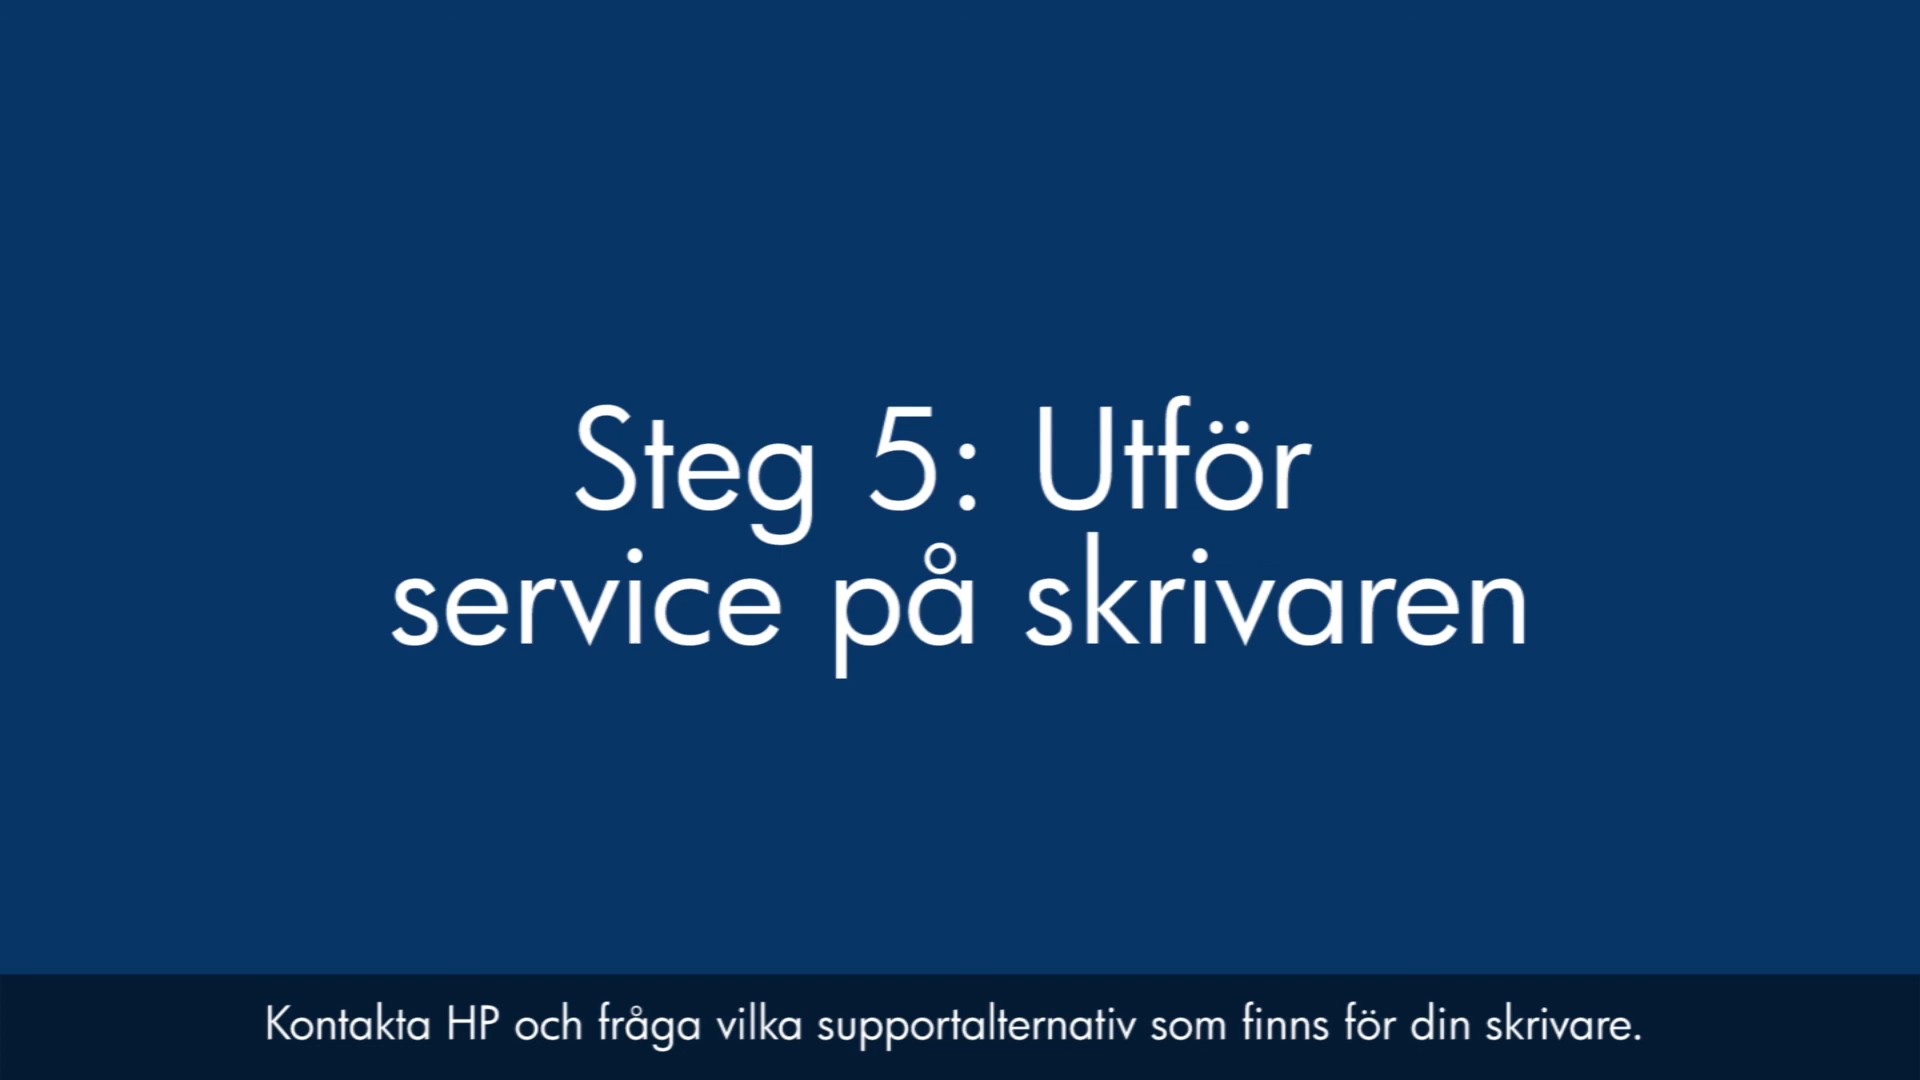 Steg 5: Utför
service på skrivaren
Kontakta HP och fråga vilka supportalternativ som finns för din skrivare.